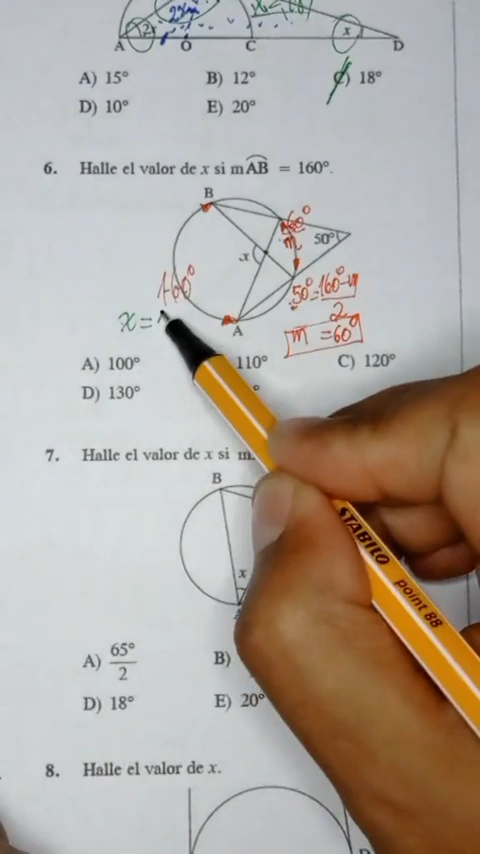 2x
x
A O C D
A) 15° B) 12° C) 18°
D) 10° E) 20°
6. Halle el valor de x si mAB = 160°.
B
60°
m
50°
x
160°
50° = 160° - m
2
x =
A
m = 60°
A) 100° 110° C) 120°
D) 130° °
7. Halle el valor de x si m
B
x
A) 65°/2 B)
D) 18° E) 20°
8. Halle el valor de x.
STABILO point 88